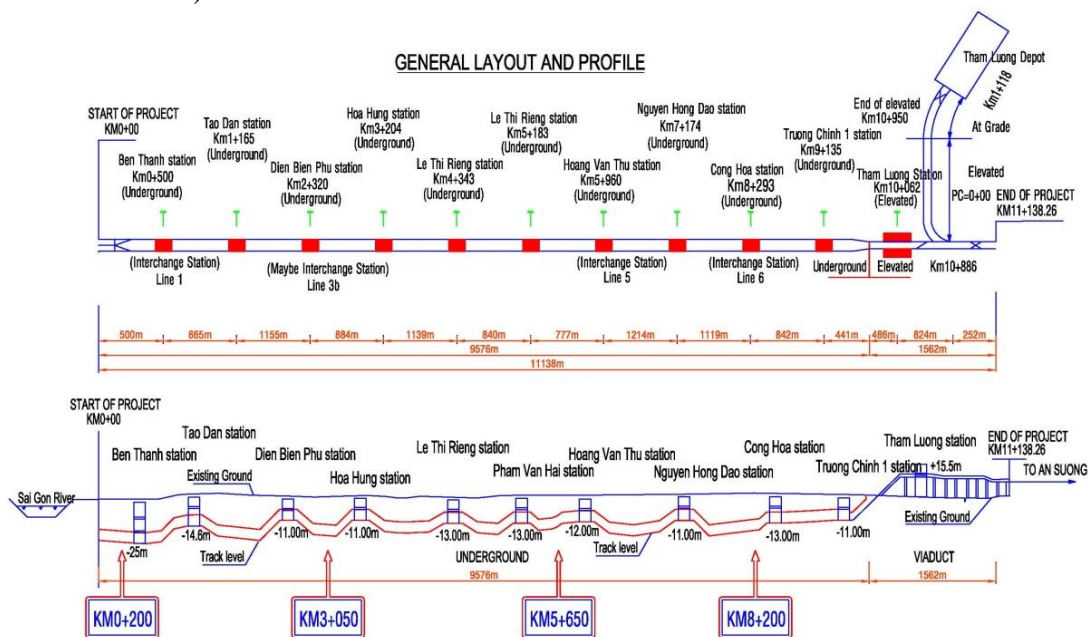 GENERAL LAYOUT AND PROFILE
START OF PROJECT
KM0+00
Ben Thanh station
Km0+500
(Underground)
Tao Dan station
Km1+165
(Underground)
Dien Bien Phu station
Km2+320
(Underground)
Hoa Hung station
Km3+204
(Underground)
Le Thi Rieng station
Km4+343
(Underground)
Le Thi Rieng station
Km5+183
(Underground)
Hoang Van Thu station
Km5+960
(Underground)
Nguyen Hong Dao station
Km7+174
(Underground)
Cong Hoa station
Km8+293
(Underground)
Truong Chinh 1 station
Km9+135
(Underground)
End of elevated
Km10+950
Tham Luong Station
Km10+062
(Elevated)
Tham Luong Depot
Km1+118
At Grade
Elevated
PC=0+00
END OF PROJECT
KM11+138.26
(Interchange Station)
Line 1
(Maybe Interchange Station)
Line 3b
(Interchange Station)
Line 5
(Interchange Station)
Line 6
Underground
Elevated
Km10+886
500m 665m 1155m 884m 1139m 840m 777m 1214m 1119m 842m 441m 486m 824m 252m
9576m 1562m
11138m
START OF PROJECT
KM0+00
Sai Gon River
Ben Thanh station
Tao Dan station
Existing Ground
Dien Bien Phu station
Hoa Hung station
Le Thi Rieng station
Pham Van Hai station
Hoang Van Thu station
Nguyen Hong Dao station
Cong Hoa station
Truong Chinh 1 station
Tham Luong station
+15.5m
END OF PROJECT
KM11+138.26
TO AN SUONG
Existing Ground
-25m
-14.6m
-11.00m
-11.00m
-13.00m
-13.00m
-12.00m
-11.00m
-13.00m
-11.00m
Track level
UNDERGROUND
Track level
VIADUCT
9576m 1562m
KM0+200
KM3+050
KM5+650
KM8+200